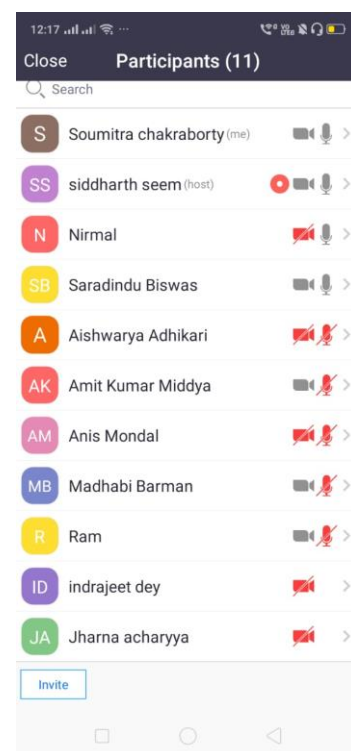 12:17
Close Participants (11)
Search
S Soumitra chakraborty (me)
SS siddharth seem (host)
N Nirmal
SB Saradindu Biswas
A Aishwarya Adhikari
AK Amit Kumar Middya
AM Anis Mondal
MB Madhabi Barman
R Ram
ID indrajeet dey
JA Jharna acharyya
Invite